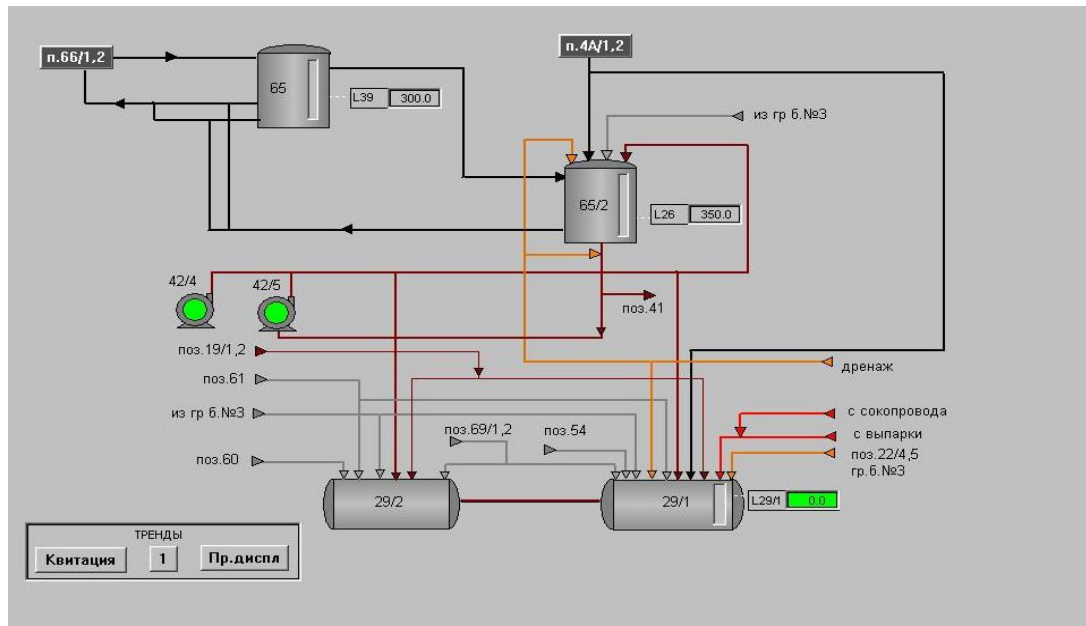 п.66/1,2
п.4А/1,2
65
L39 300.0
из гр б.№3
65/2
L26 350.0
42/4
42/5
поз.41
поз.19/1,2
дренаж
поз.61
из гр б.№3
с сокопровода
поз.69/1,2
поз.54
с выпарки
поз.60
поз.22/4,5
гр.б.№3
29/2
29/1
L29/1 0.0
ТРЕНДЫ
Квитация 1 Пр.диспл